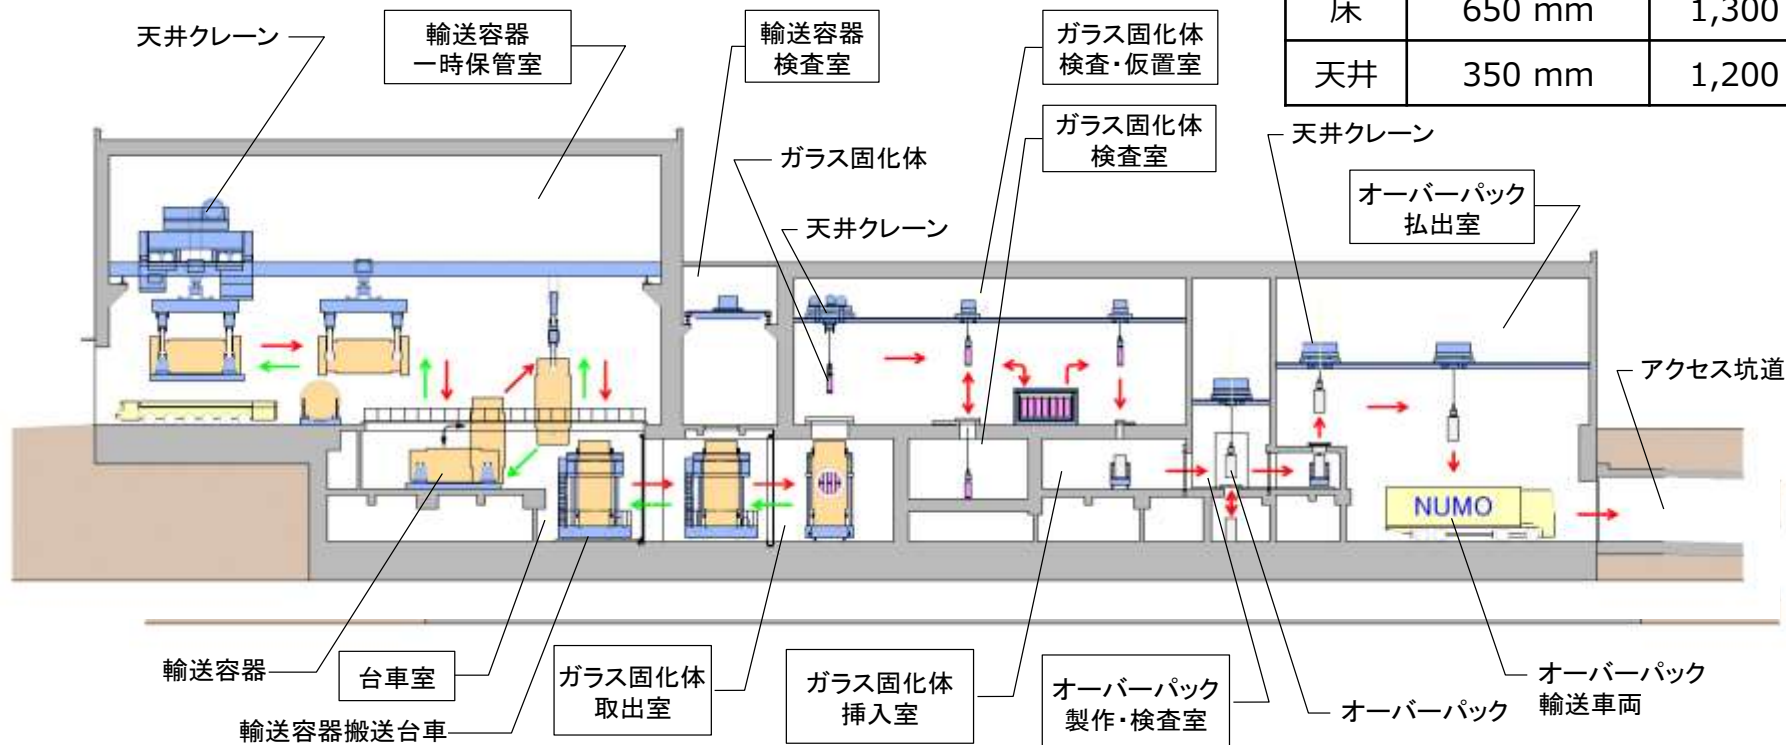 床 650 mm 1,300
天井 350 mm 1,200
天井クレーン
輸送容器
一時保管室
輸送容器
検査室
ガラス固化体
検査・仮置室
ガラス固化体
検査室
天井クレーン
ガラス固化体
オーバーパック
払出室
天井クレーン
アクセス坑道
NUMO
輸送容器
台車室
輸送容器搬送台車
ガラス固化体
取出室
ガラス固化体
挿入室
オーバーパック
製作・検査室
オーバーパック
オーバーパック
輸送車両